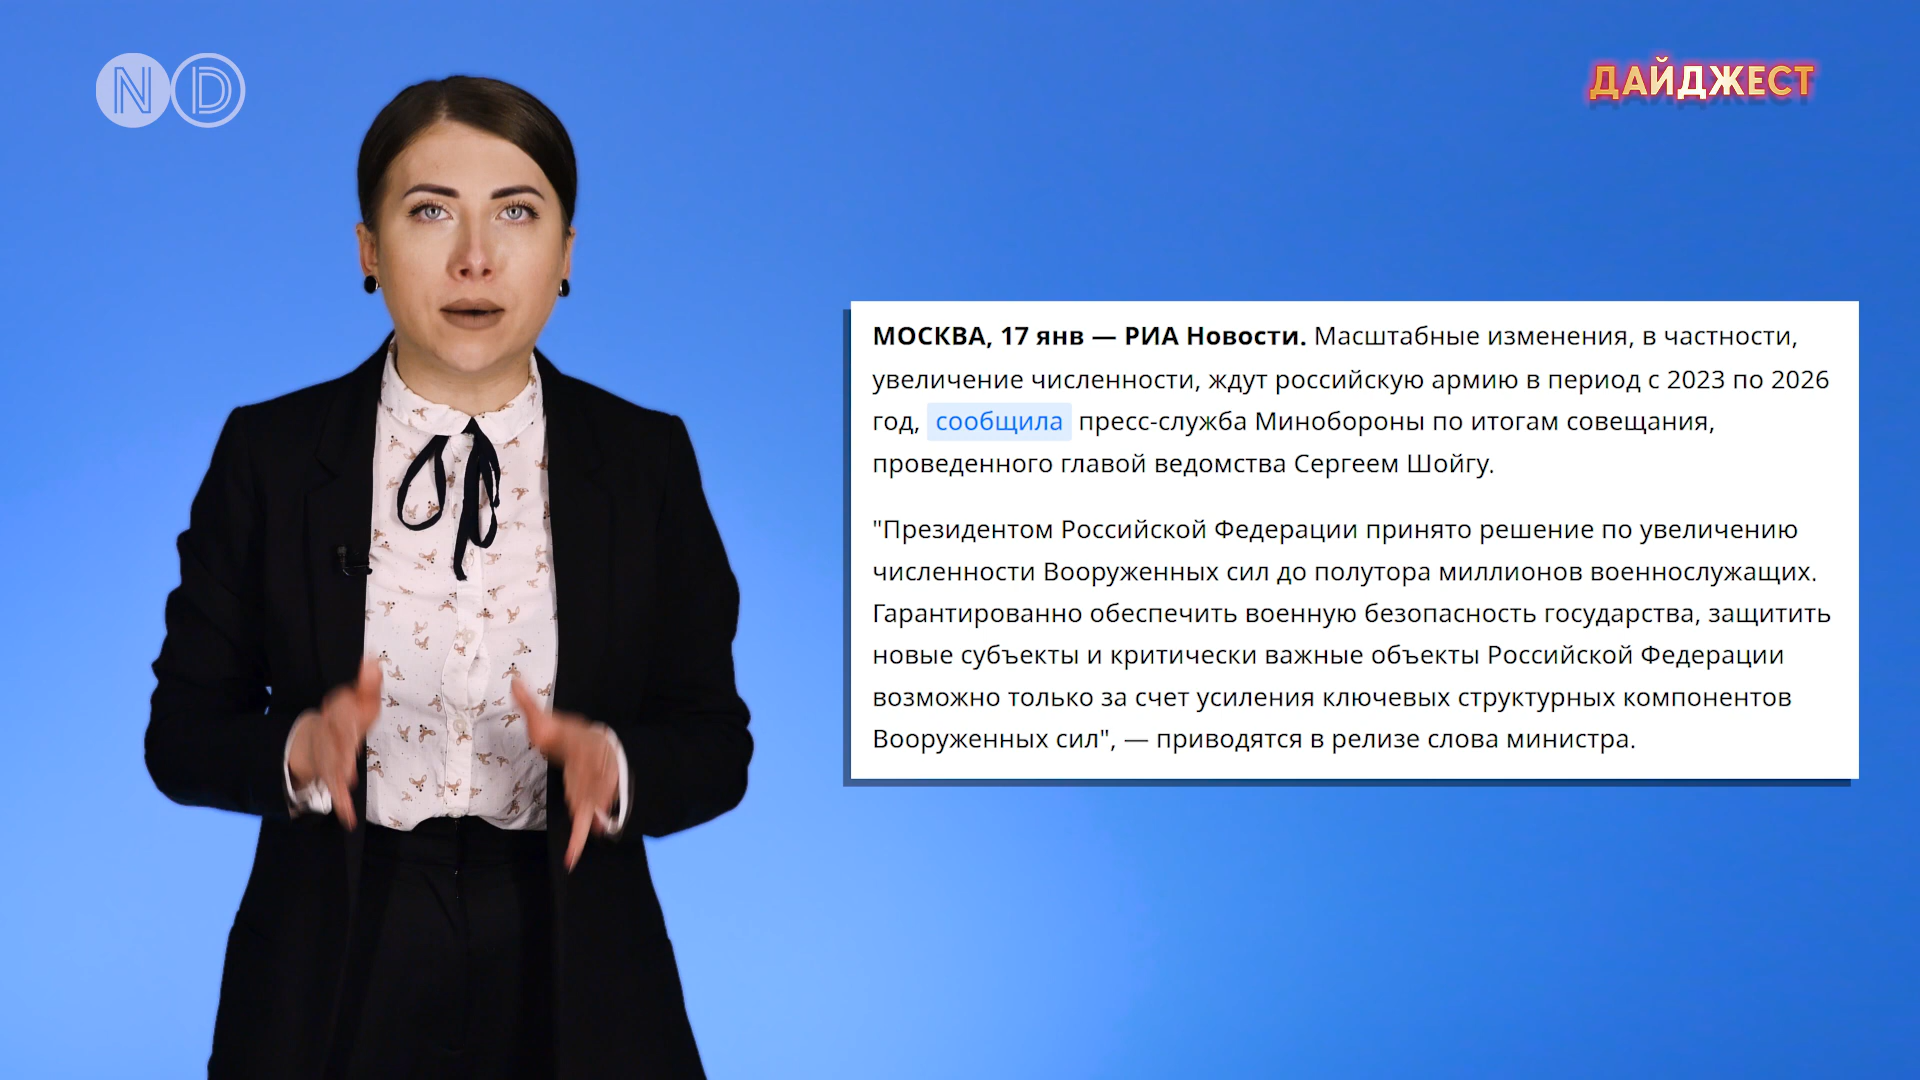 ND
ДАЙДЖЕСТ
МОСКВА, 17 янв — РИА Новости. Масштабные изменения, в частности,
увеличение численности, ждут российскую армию в период с 2023 по 2026
год, сообщила пресс-служба Минобороны по итогам совещания,
проведенного главой ведомства Сергеем Шойгу.
"Президентом Российской Федерации принято решение по увеличению
численности Вооруженных сил до полутора миллионов военнослужащих.
Гарантированно обеспечить военную безопасность государства, защитить
новые субъекты и критически важные объекты Российской Федерации
возможно только за счет усиления ключевых структурных компонентов
Вооруженных сил", — приводятся в релизе слова министра.